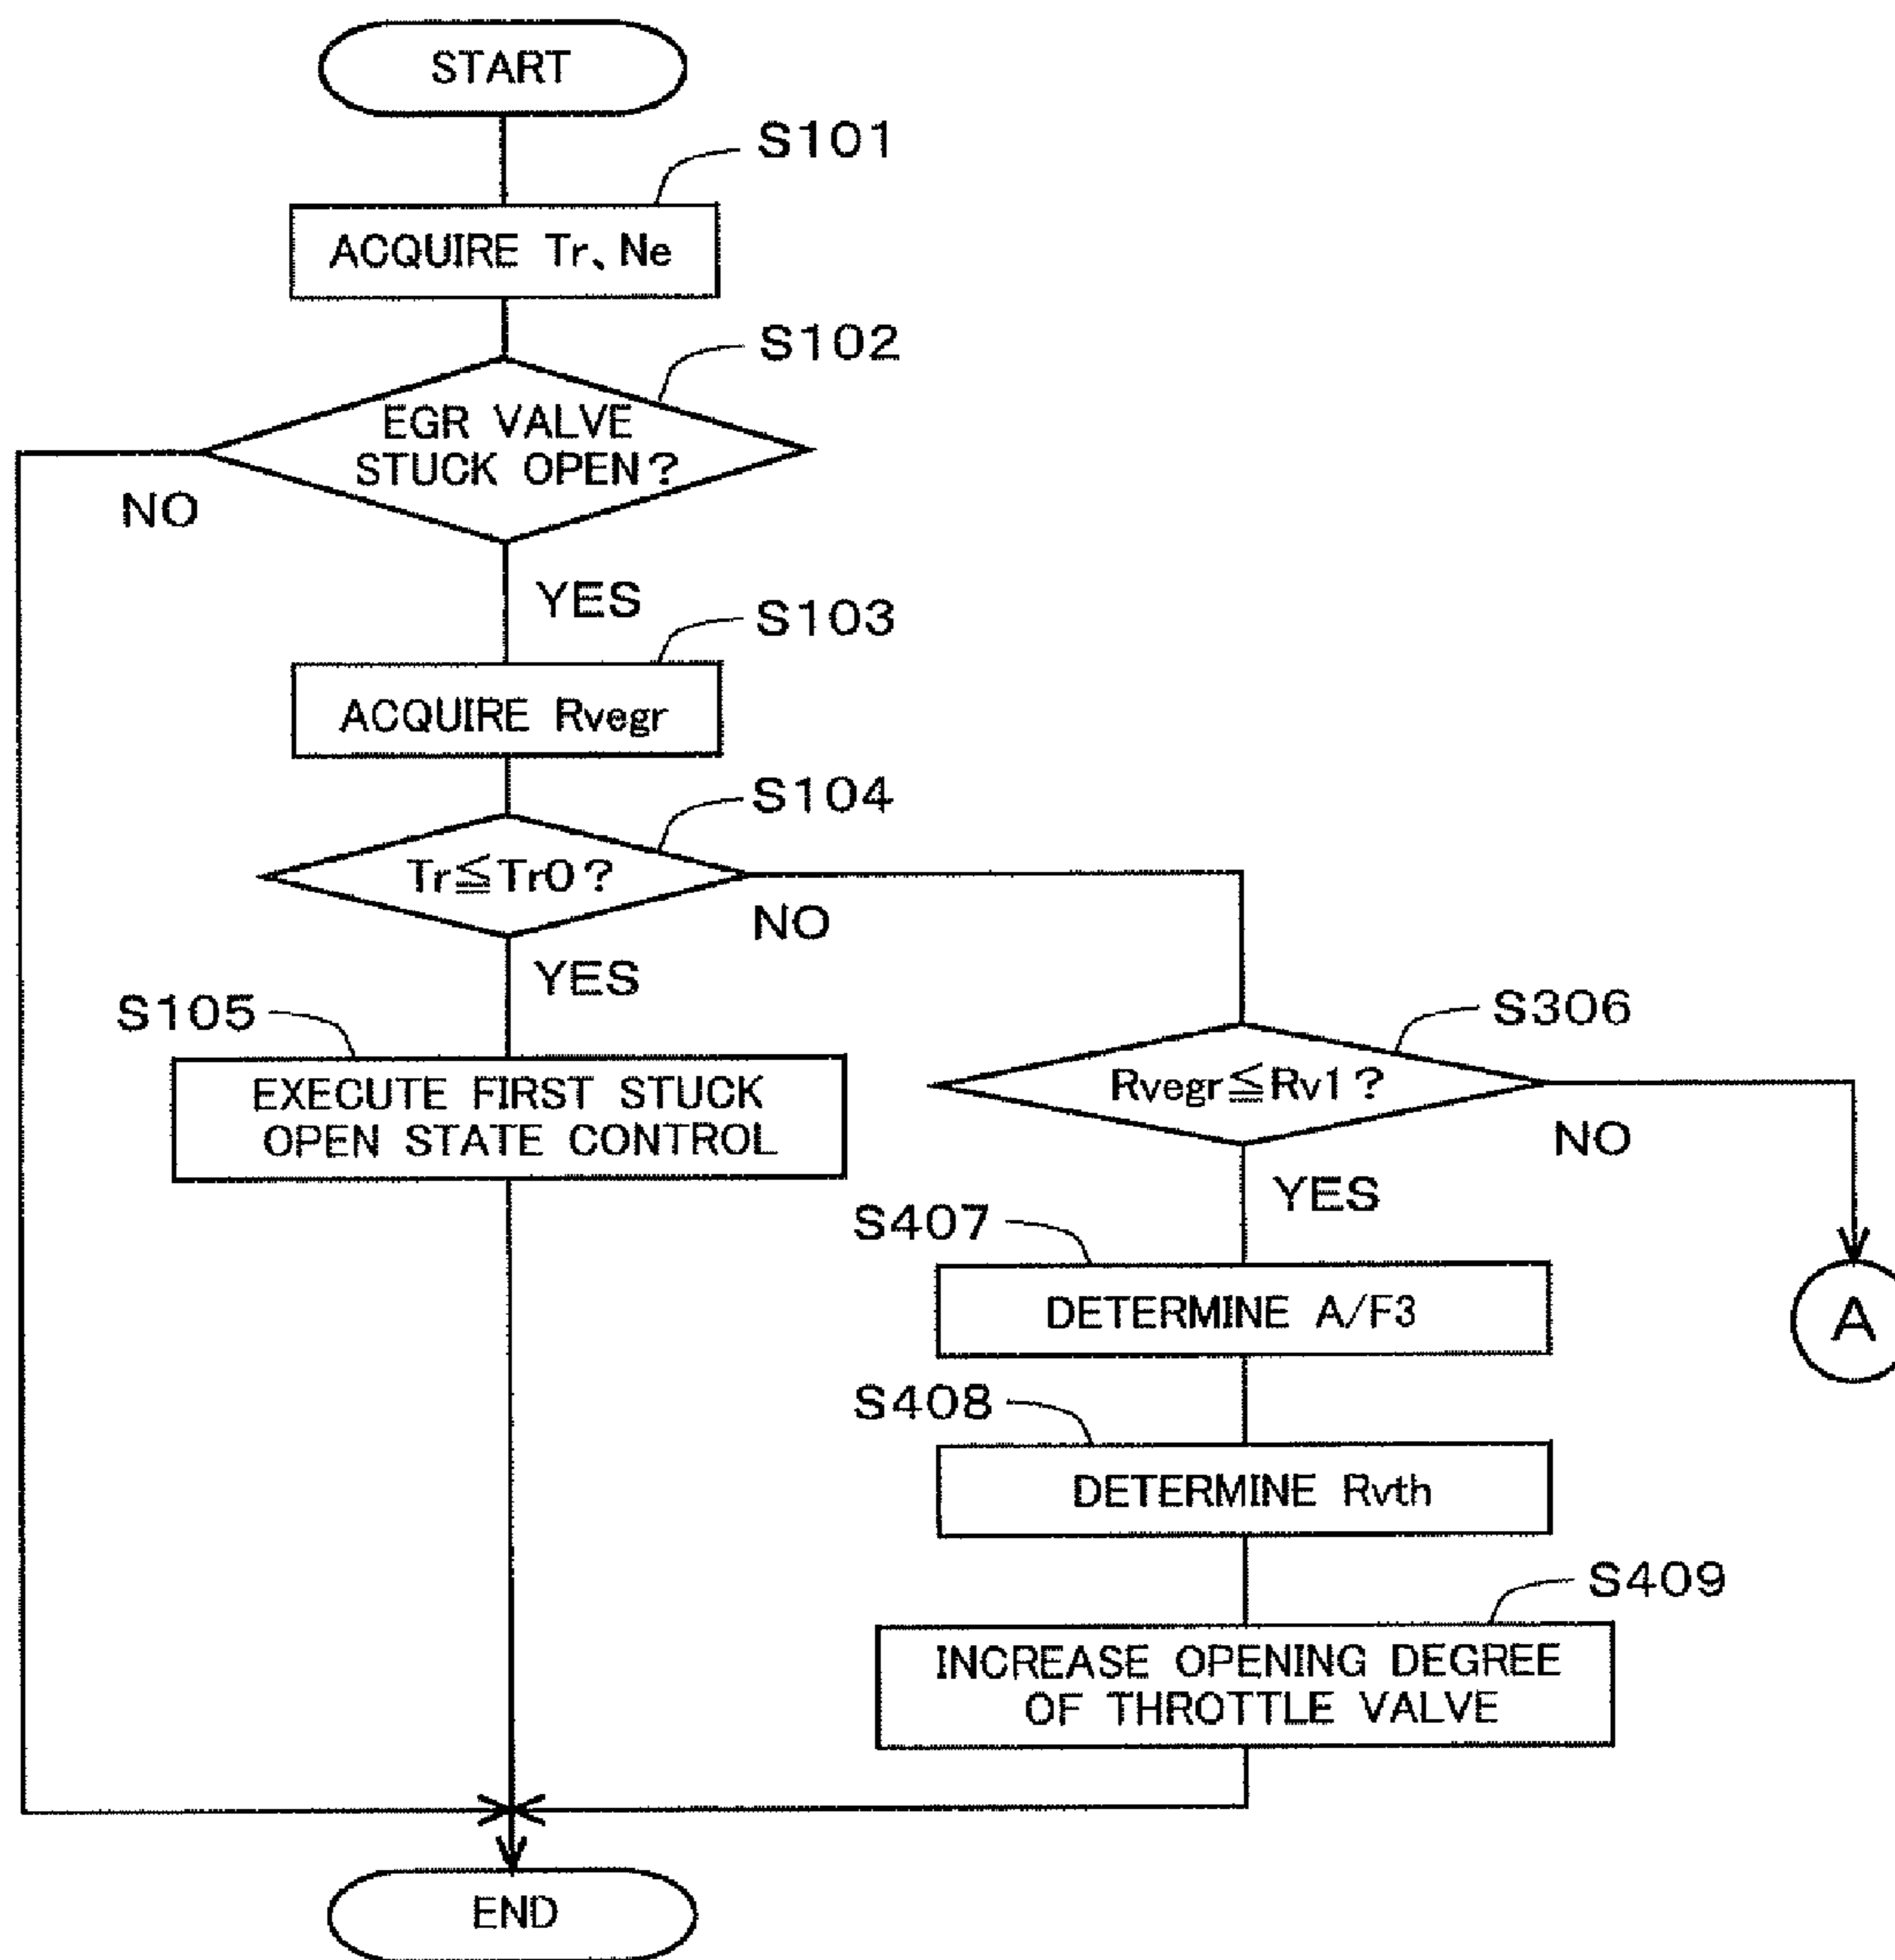 START
S101
ACQUIRE Tr、Ne
S102
EGR VALVE
STUCK OPEN?
NO
YES
S103
ACQUIRE Rvegr
S104
Tr≦Tr0?
NO
YES
S105
EXECUTE FIRST STUCK
OPEN STATE CONTROL
S306
Rvegr≦Rv1?
NO
YES
S407
DETERMINE A/F3
A
S408
DETERMINE Rvth
S409
INCREASE OPENING DEGREE
OF THROTTLE VALVE
END